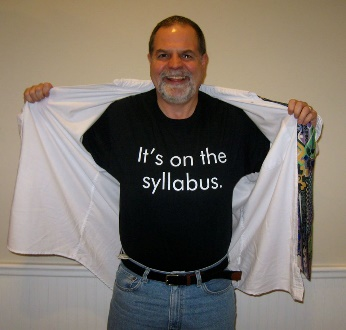 It's on the
syllabus.